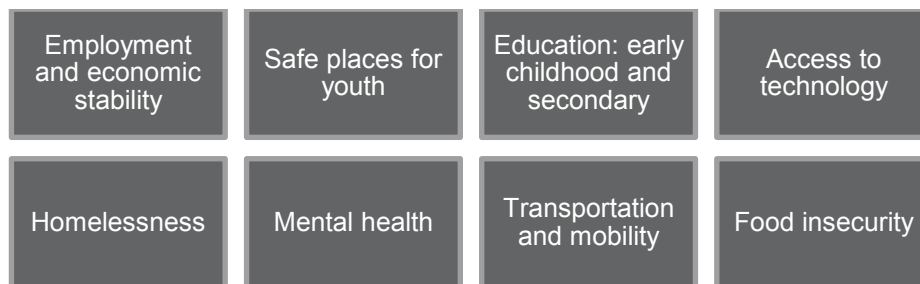 Employment
and economic
stability
Safe places for
youth
Education: early
childhood and
secondary
Access to
technology
Homelessness
Mental health
Transportation
and mobility
Food insecurity